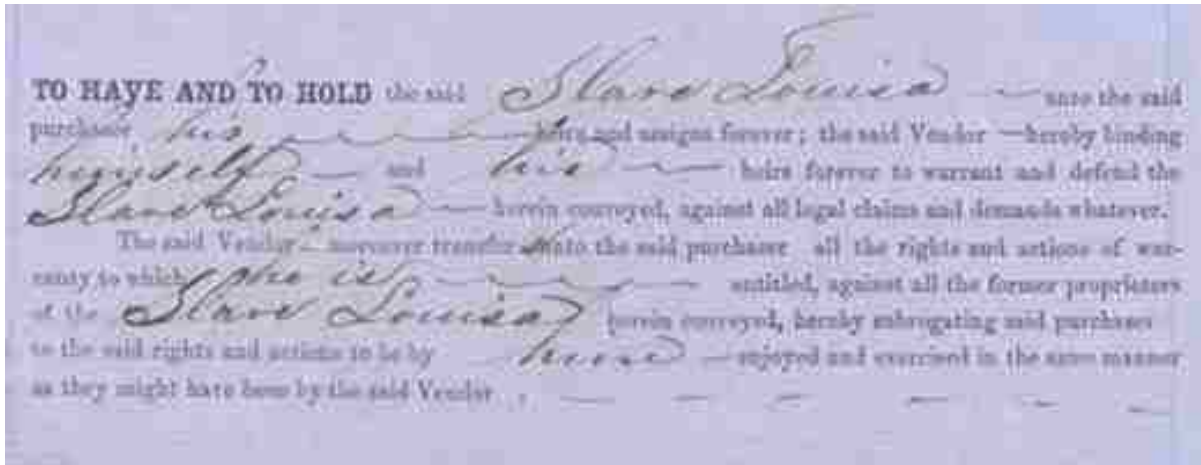 TO HAVE AND TO HOLD the said Slave Louisa unto the said
purchaser his heirs and assigns forever; the said Vendor —hereby binding
himself and his heirs forever to warrant and defend the
Slave Louisa herein conveyed, against all legal claims and demands whatever.
The said Vendor moreover transfer unto the said purchaser all the rights and actions of war-
ranty to which he is entitled, against all the former proprietors
of the Slave Louisa herein conveyed, hereby subrogating said purchaser
to the said rights and actions to be by enjoyed and exercised in the same manner
as they might have been by the said Vendor